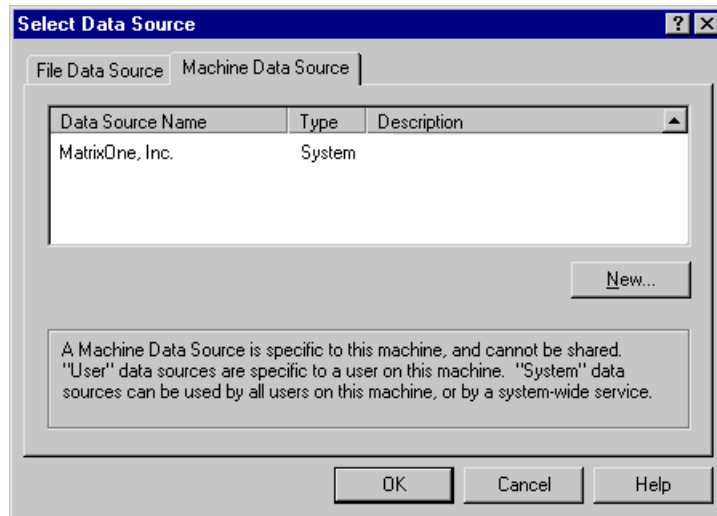 Select Data Source
File Data Source Machine Data Source
Data Source Name Type Description
MatrixOne, Inc. System
New...
A Machine Data Source is specific to this machine, and cannot be shared.
"User" data sources are specific to a user on this machine. "System" data
sources can be used by all users on this machine, or by a system-wide service.
OK Cancel Help